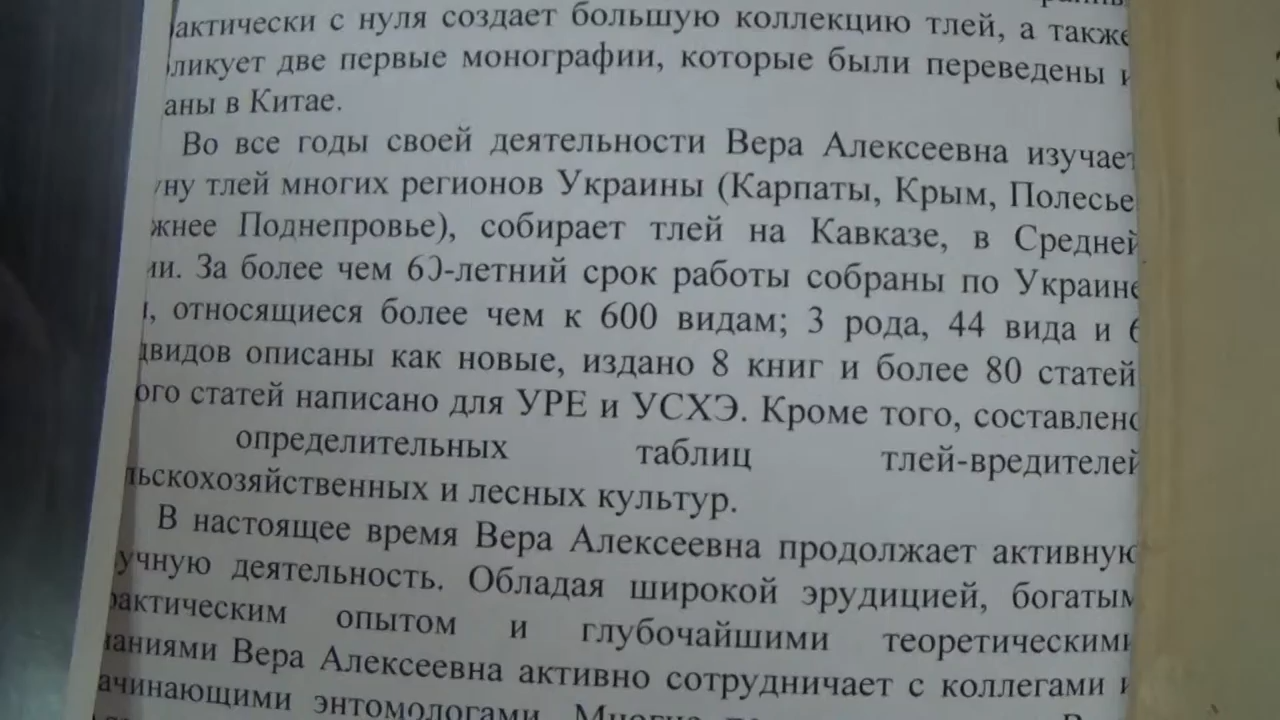 рактически с нуля создает большую коллекцию тлей, а также
бликует две первые монографии, которые были переведены и
аны в Китае.
Во все годы своей деятельности Вера Алексеевна изучает
уну тлей многих регионов Украины (Карпаты, Крым, Полесье,
жнее Поднепровье), собирает тлей на Кавказе, в Средней
ии. За более чем 60-летний срок работы собраны по Украине
и, относящиеся более чем к 600 видам; 3 рода, 44 вида и 6
двидов описаны как новые, издано 8 книг и более 80 статей
ого статей написано для УРЕ и УСХЭ. Кроме того, составлено
определительных таблиц тлей-вредителей
льскохозяйственных и лесных культур.
В настоящее время Вера Алексеевна продолжает активную
учную деятельность. Обладая широкой эрудицией, богатым
рактическим опытом и глубочайшими теоретическими
наниями Вера Алексеевна активно сотрудничает с коллегами и
ачинающими энтомологами.